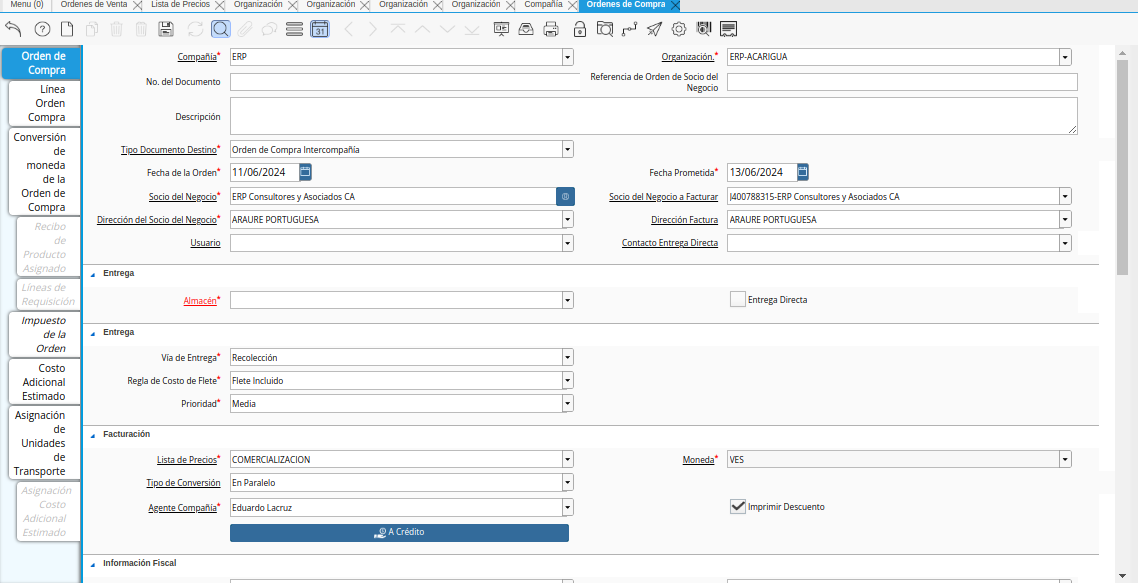 Menu (0) Ordenes de Venta Lista de Precios Organización Organización Organización Organización Compañía Ordenes de Compra
31
Orden de
Compra
Línea
Orden
Compra
Conversión
de
moneda
de la
Orden de
Compra
Recibo
de
Producto
Asignado
Líneas de
Requisición
Impuesto
de la
Orden
Costo
Adicional
Estimado
Asignación
de
Unidades
de
Transporte
Asignación
Costo
Adicional
Estimado
Compañía* ERP Organización.* ERP-ACARIGUA
No. del Documento Referencia de Orden de Socio del
Negocio
Descripción
Tipo Documento Destino* Orden de Compra Intercompañía
Fecha de la Orden* 11/06/2024 Fecha Prometida* 13/06/2024
Socio del Negocio* ERP Consultores y Asociados CA Socio del Negocio a Facturar J400788315-ERP Consultores y Asociados CA
Dirección del Socio del Negocio* ARAURE PORTUGUESA Dirección Factura ARAURE PORTUGUESA
Usuario Contacto Entrega Directa
Entrega
Almacén* Entrega Directa
Entrega
Vía de Entrega* Recolección
Regla de Costo de Flete* Flete Incluido
Prioridad* Media
Facturación
Lista de Precios* COMERCIALIZACION Moneda* VES
Tipo de Conversión En Paralelo
Agente Compañía* Eduardo Lacruz Imprimir Descuento
A Crédito
Información Fiscal